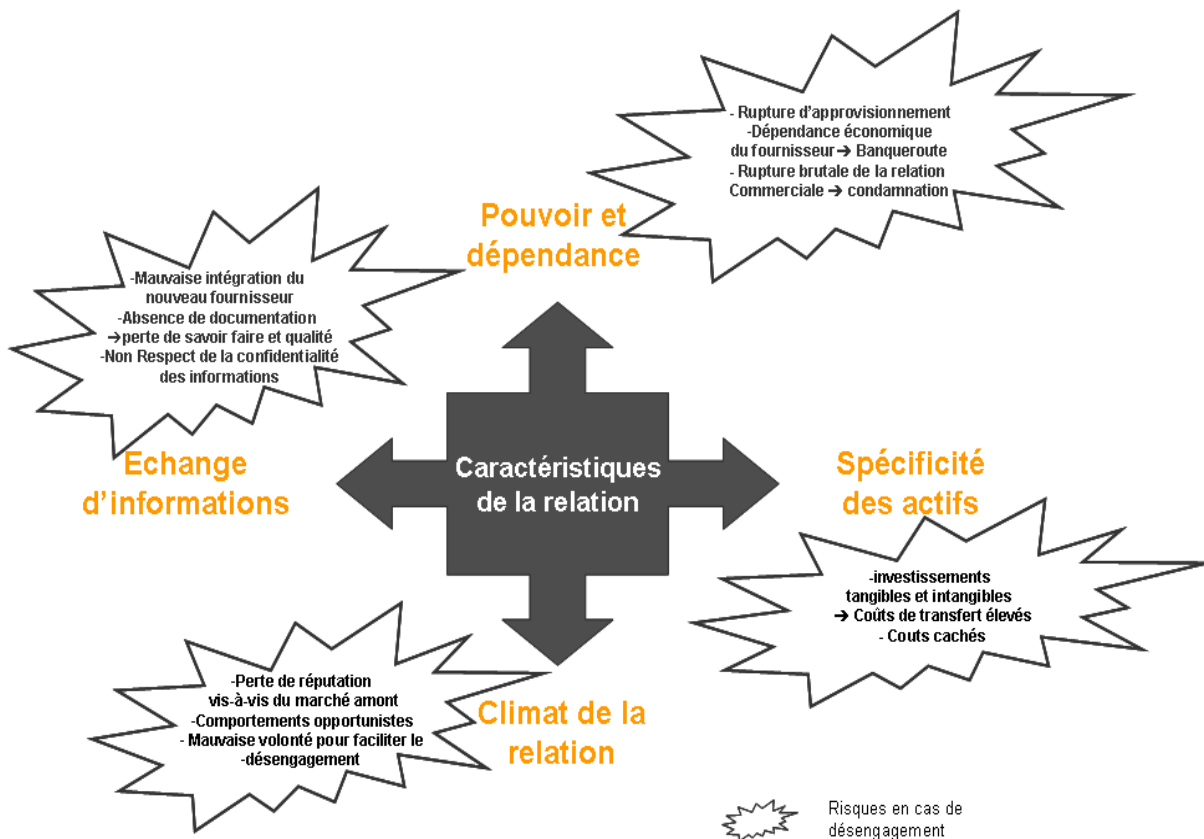 - Rupture d'approvisionnement
-Dépendance économique
du fournisseur → Banqueroute
- Rupture brutale de la relation
Commerciale → condamnation
Pouvoir et
dépendance
-Mauvaise intégration du
nouveau fournisseur
-Absence de documentation
→perte de savoir faire et qualité
-Non Respect de la confidentialité
des informations
Echange
d'informations
Caractéristiques
de la relation
Spécificité
des actifs
-investissements
tangibles et intangibles
→ Coûts de transfert élevés
- Couts cachés
-Perte de réputation
vis-à-vis du marché amont
-Comportements opportunistes
- Mauvaise volonté pour faciliter le
-désengagement
Climat de la
relation
Risques en cas de
désengagement